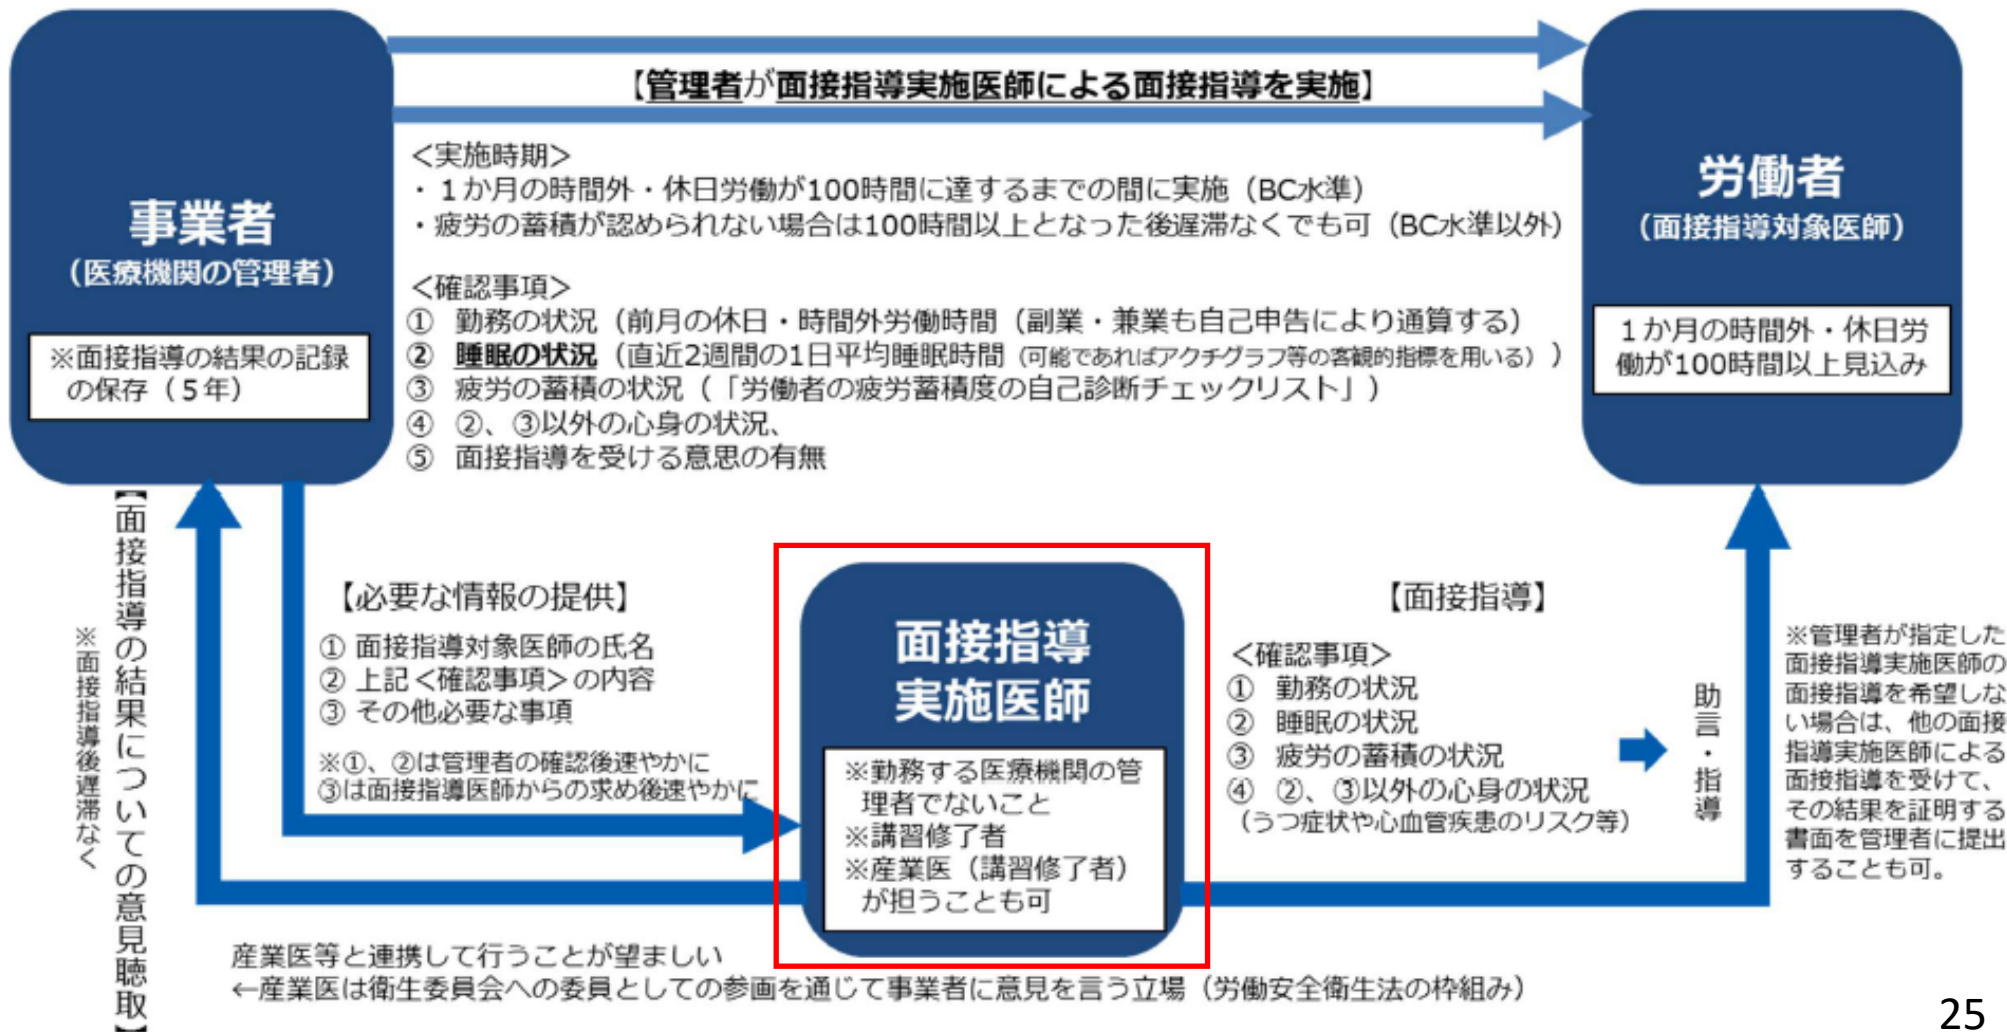 事業者
（医療機関の管理者）
※面接指導の結果の記録
の保存（５年）
【管理者が面接指導実施医師による面接指導を実施】
＜実施時期＞
・１か月の時間外・休日労働が100時間に達するまでの間に実施（BC水準）
・疲労の蓄積が認められない場合は100時間以上となった後遅滞なくでも可（BC水準以外）
＜確認事項＞
① 勤務の状況（前月の休日・時間外労働時間（副業・兼業も自己申告により通算する）
② 睡眠の状況（直近2週間の1日平均睡眠時間（可能であればアクチグラフ等の客観的指標を用いる））
③ 疲労の蓄積の状況（「労働者の疲労蓄積度の自己診断チェックリスト」）
④ ②、③以外の心身の状況、
⑤ 面接指導を受ける意思の有無
労働者
（面接指導対象医師）
１か月の時間外・休日労
働が100時間以上見込み
【面接指導の結果についての意見聴取】
※面接指導後遅滞なく
【必要な情報の提供】
① 面接指導対象医師の氏名
② 上記＜確認事項＞の内容
③ その他必要な事項
※①、②は管理者の確認後速やかに
③は面接指導医師からの求め後速やかに
面接指導
実施医師
※勤務する医療機関の管
理者でないこと
※講習修了者
※産業医（講習修了者）
が担うことも可
【面接指導】
＜確認事項＞
① 勤務の状況
② 睡眠の状況
③ 疲労の蓄積の状況
④ ②、③以外の心身の状況
（うつ症状や心血管疾患のリスク等）
助言・指導
※管理者が指定した
面接指導実施医師の
面接指導を希望しな
い場合は、他の面接
指導実施医師による
面接指導を受けて、
その結果を証明する
書面を管理者に提出
することも可。
産業医等と連携して行うことが望ましい
←産業医は衛生委員会への委員としての参画を通じて事業者に意見を言う立場（労働安全衛生法の枠組み）
25